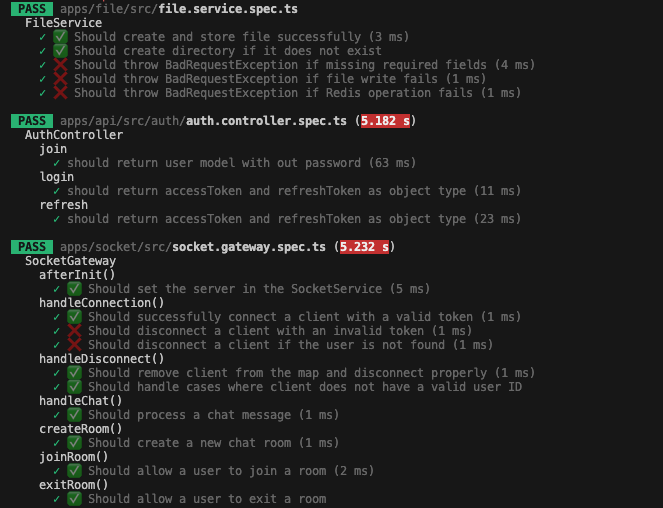 PASS apps/file/src/file.service.spec.ts
FileService
✓ ✅ Should create and store file successfully (3 ms)
✓ ✅ Should create directory if it does not exist
✓ ❌ Should throw BadRequestException if missing required fields (4 ms)
✓ ❌ Should throw BadRequestException if file write fails (1 ms)
✓ ❌ Should throw BadRequestException if Redis operation fails (1 ms)
PASS apps/api/src/auth/auth.controller.spec.ts (5.182 s)
AuthController
join
✓ should return user model with out password (63 ms)
login
✓ should return accessToken and refreshToken as object type (11 ms)
refresh
✓ should return accessToken and refreshToken as object type (23 ms)
PASS apps/socket/src/socket.gateway.spec.ts (5.232 s)
SocketGateway
afterInit()
✓ ✅ Should set the server in the SocketService (5 ms)
handleConnection()
✓ ✅ Should successfully connect a client with a valid token (1 ms)
✓ ❌ Should disconnect a client with an invalid token (1 ms)
✓ ❌ Should disconnect a client if the user is not found (1 ms)
handleDisconnect()
✓ ✅ Should remove client from the map and disconnect properly (1 ms)
✓ ✅ Should handle cases where client does not have a valid user ID
handleChat()
✓ ✅ Should process a chat message (1 ms)
createRoom()
✓ ✅ Should create a new chat room (1 ms)
joinRoom()
✓ ✅ Should allow a user to join a room (2 ms)
exitRoom()
✓ ✅ Should allow a user to exit a room